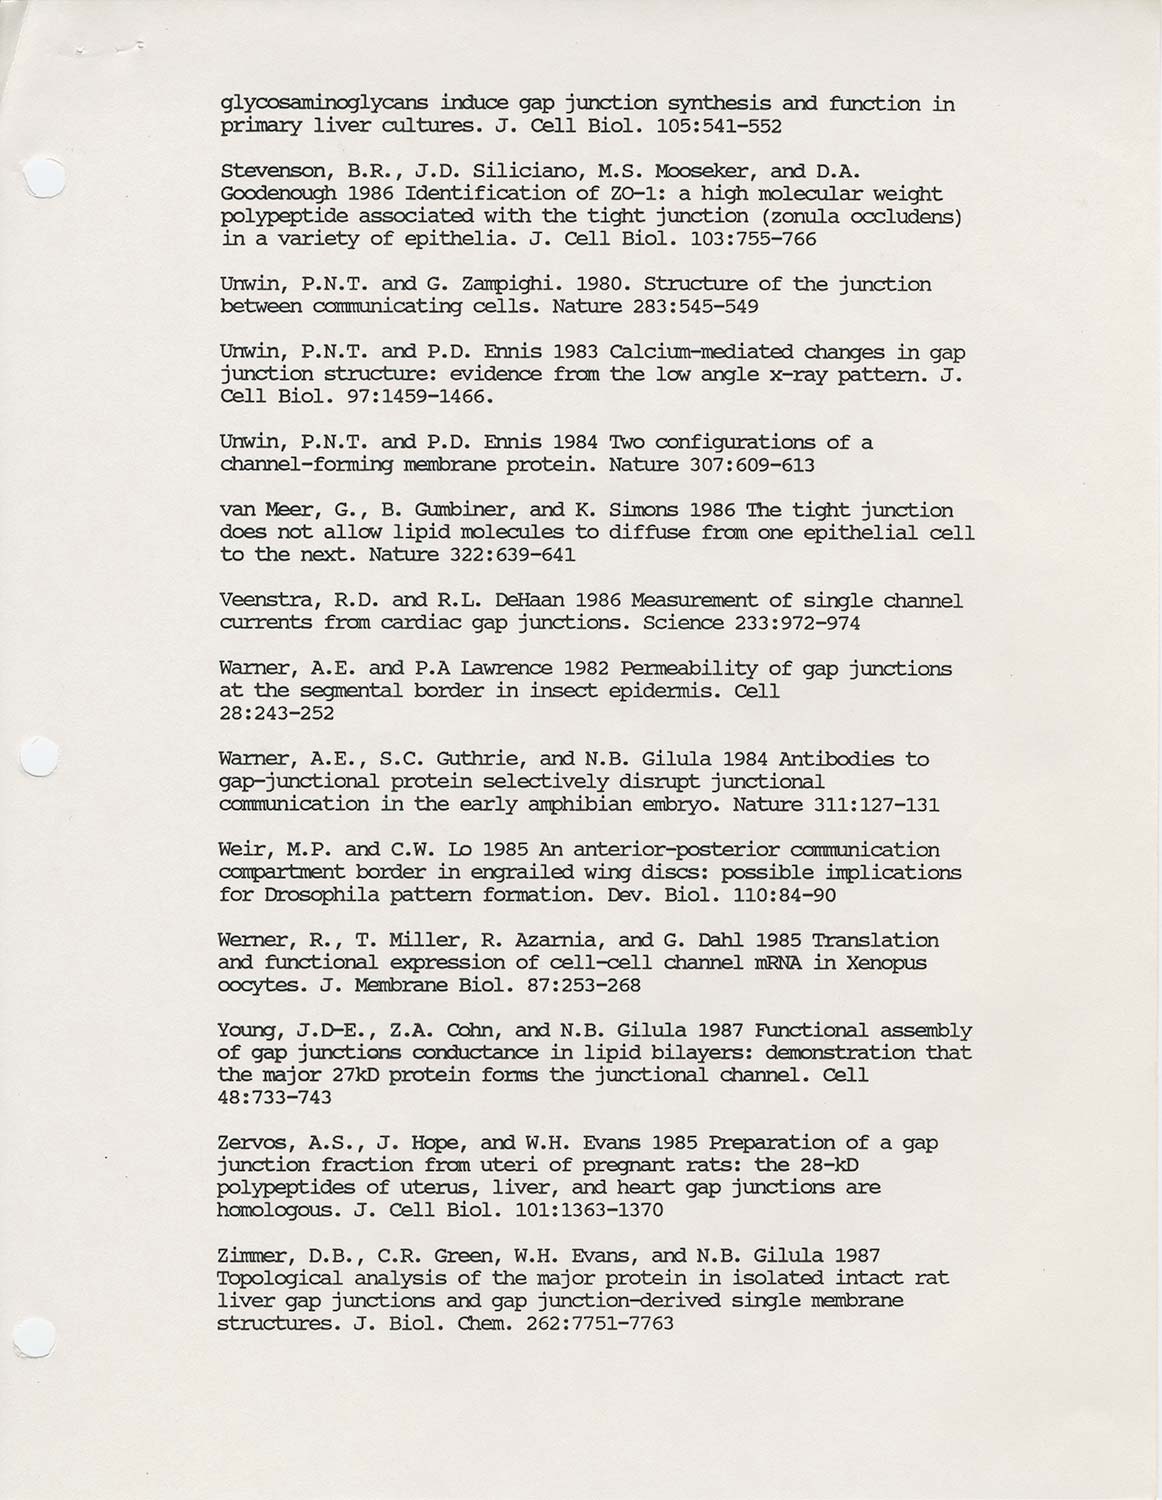 glycosaminoglycans induce gap junction synthesis and function in
primary liver cultures. J. Cell Biol. 105:541-552
Stevenson, B.R., J.D. Siliciano, M.S. Mooseker, and D.A.
Goodenough 1986 Identification of ZO-1: a high molecular weight
polypeptide associated with the tight junction (zonula occludens)
in a variety of epithelia. J. Cell Biol. 103:755-766
Unwin, P.N.T. and G. Zampighi. 1980. Structure of the junction
between communicating cells. Nature 283:545-549
Unwin, P.N.T. and P.D. Ennis 1983 Calcium-mediated changes in gap
junction structure: evidence from the low angle x-ray pattern. J.
Cell Biol. 97:1459-1466.
Unwin, P.N.T. and P.D. Ennis 1984 Two configurations of a
channel-forming membrane protein. Nature 307:609-613
van Meer, G., B. Gumbiner, and K. Simons 1986 The tight junction
does not allow lipid molecules to diffuse from one epithelial cell
to the next. Nature 322:639-641
Veenstra, R.D. and R.L. DeHaan 1986 Measurement of single channel
currents from cardiac gap junctions. Science 233:972-974
Warner, A.E. and P.A Lawrence 1982 Permeability of gap junctions
at the segmental border in insect epidermis. Cell
28:243-252
Warner, A.E., S.C. Guthrie, and N.B. Gilula 1984 Antibodies to
gap-junctional protein selectively disrupt junctional
communication in the early amphibian embryo. Nature 311:127-131
Weir, M.P. and C.W. Lo 1985 An anterior-posterior communication
compartment border in engrailed wing discs: possible implications
for Drosophila pattern formation. Dev. Biol. 110:84-90
Werner, R., T. Miller, R. Azarnia, and G. Dahl 1985 Translation
and functional expression of cell-cell channel mRNA in Xenopus
oocytes. J. Membrane Biol. 87:253-268
Young, J.D-E., Z.A. Cohn, and N.B. Gilula 1987 Functional assembly
of gap junctions conductance in lipid bilayers: demonstration that
the major 27kD protein forms the junctional channel. Cell
48:733-743
Zervos, A.S., J. Hope, and W.H. Evans 1985 Preparation of a gap
junction fraction from uteri of pregnant rats: the 28-kD
polypeptides of uterus, liver, and heart gap junctions are
homologous. J. Cell Biol. 101:1363-1370
Zimmer, D.B., C.R. Green, W.H. Evans, and N.B. Gilula 1987
Topological analysis of the major protein in isolated intact rat
liver gap junctions and gap junction-derived single membrane
structures. J. Biol. Chem. 262:7751-7763